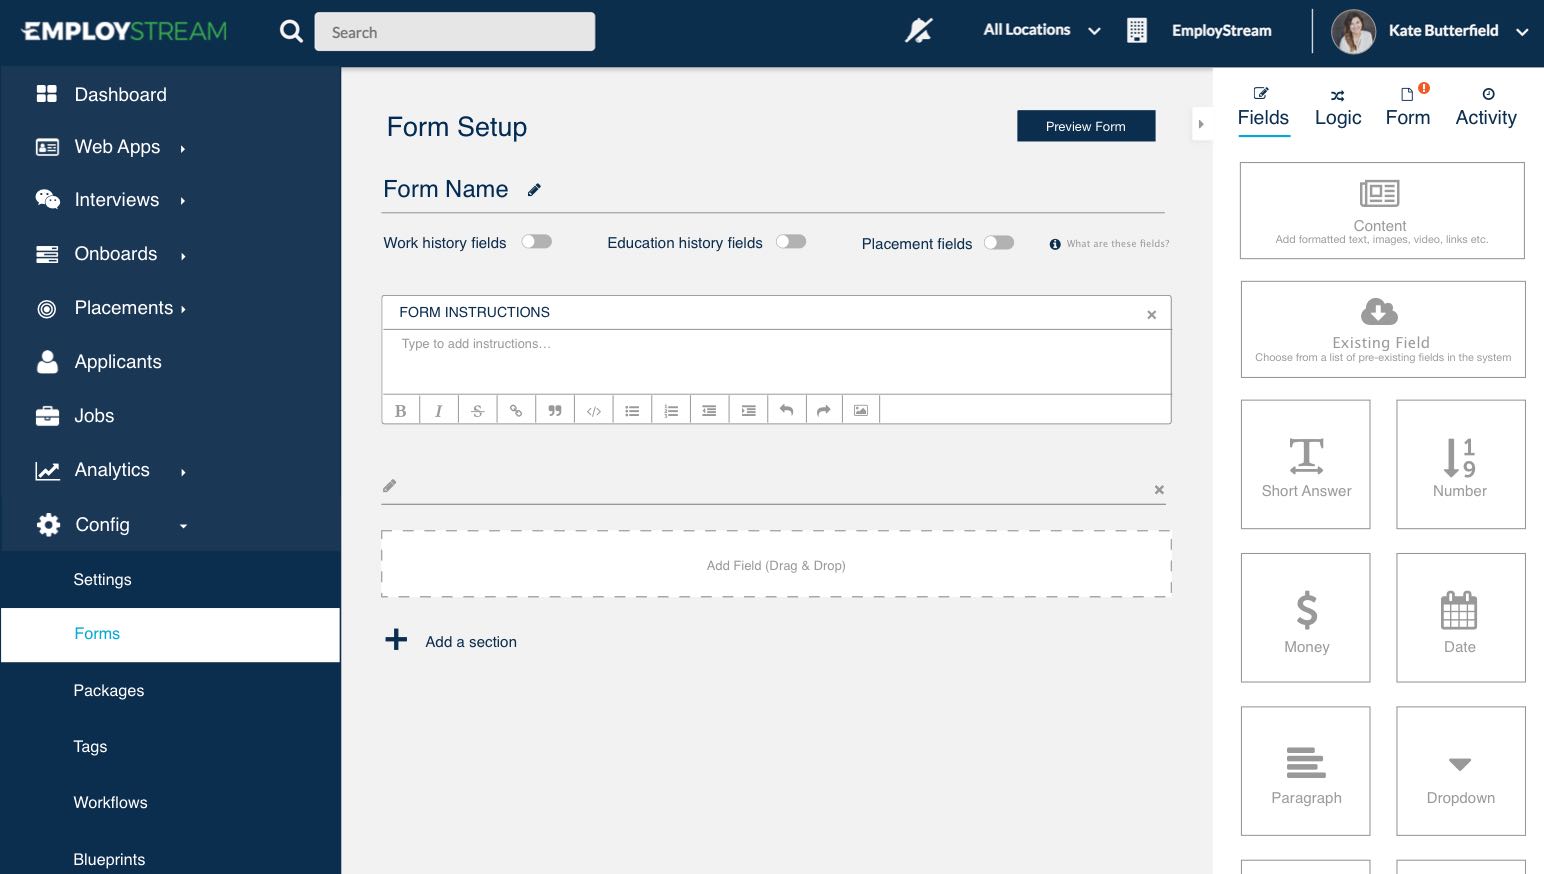 EMPLOYSTREAM
Search
All Locations
EmployStream
Kate Butterfield
Dashboard
Web Apps
Interviews
Onboards
Placements
Applicants
Jobs
Analytics
Config
Settings
Forms
Packages
Tags
Workflows
Blueprints
Form Setup
Preview Form
Form Name
Work history fields
Education history fields
Placement fields
What are these fields?
FORM INSTRUCTIONS
Type to add instructions...
Add Field (Drag & Drop)
Add a section
Fields
Logic
Form
Activity
Content
Add formatted text, images, video, links etc.
Existing Field
Choose from a list of pre-existing fields in the system
Short Answer
Number
Money
Date
Paragraph
Dropdown